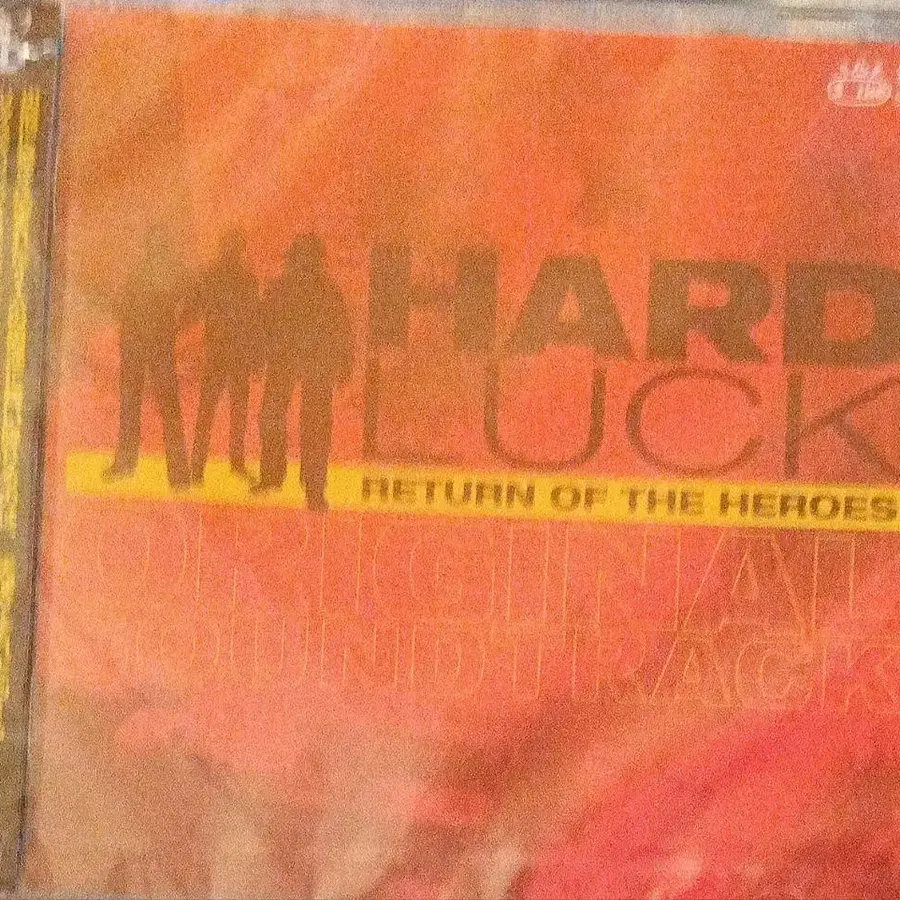 HARD
LUCK
RETURN OF THE HEROES
ORIGINAL
SOUNDTRACK